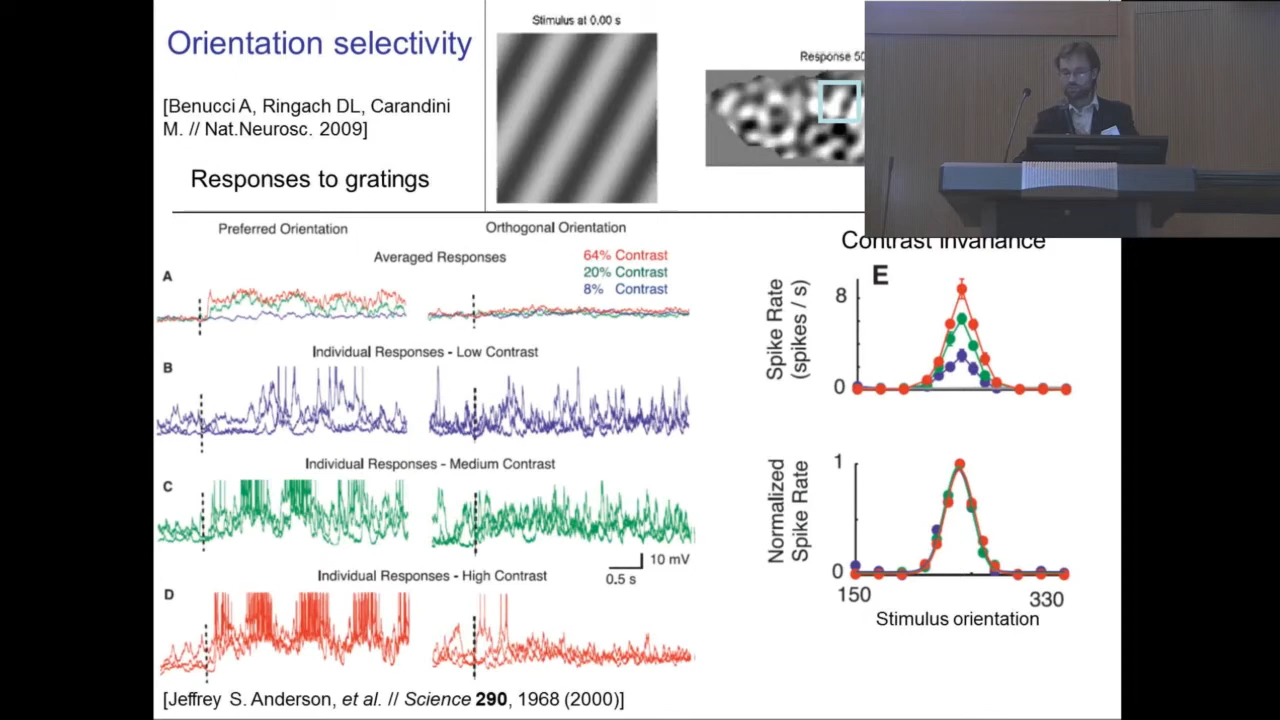 Orientation selectivity
[Benucci A, Ringach DL, Carandini
M. // Nat.Neurosc. 2009]
Responses to gratings
Stimulus at 0.00 s
Response 50
Preferred Orientation
Orthogonal Orientation
Averaged Responses
64% Contrast
20% Contrast
8% Contrast
A
Individual Responses - Low Contrast
B
Individual Responses - Medium Contrast
C
10 mV
0.5 s
Individual Responses - High Contrast
D
[Jeffrey S. Anderson, et al. // Science 290, 1968 (2000)]
Contrast invariance
E
Spike Rate
(spikes / s)
8
0
Normalized
Spike Rate
1
0
150
330
Stimulus orientation